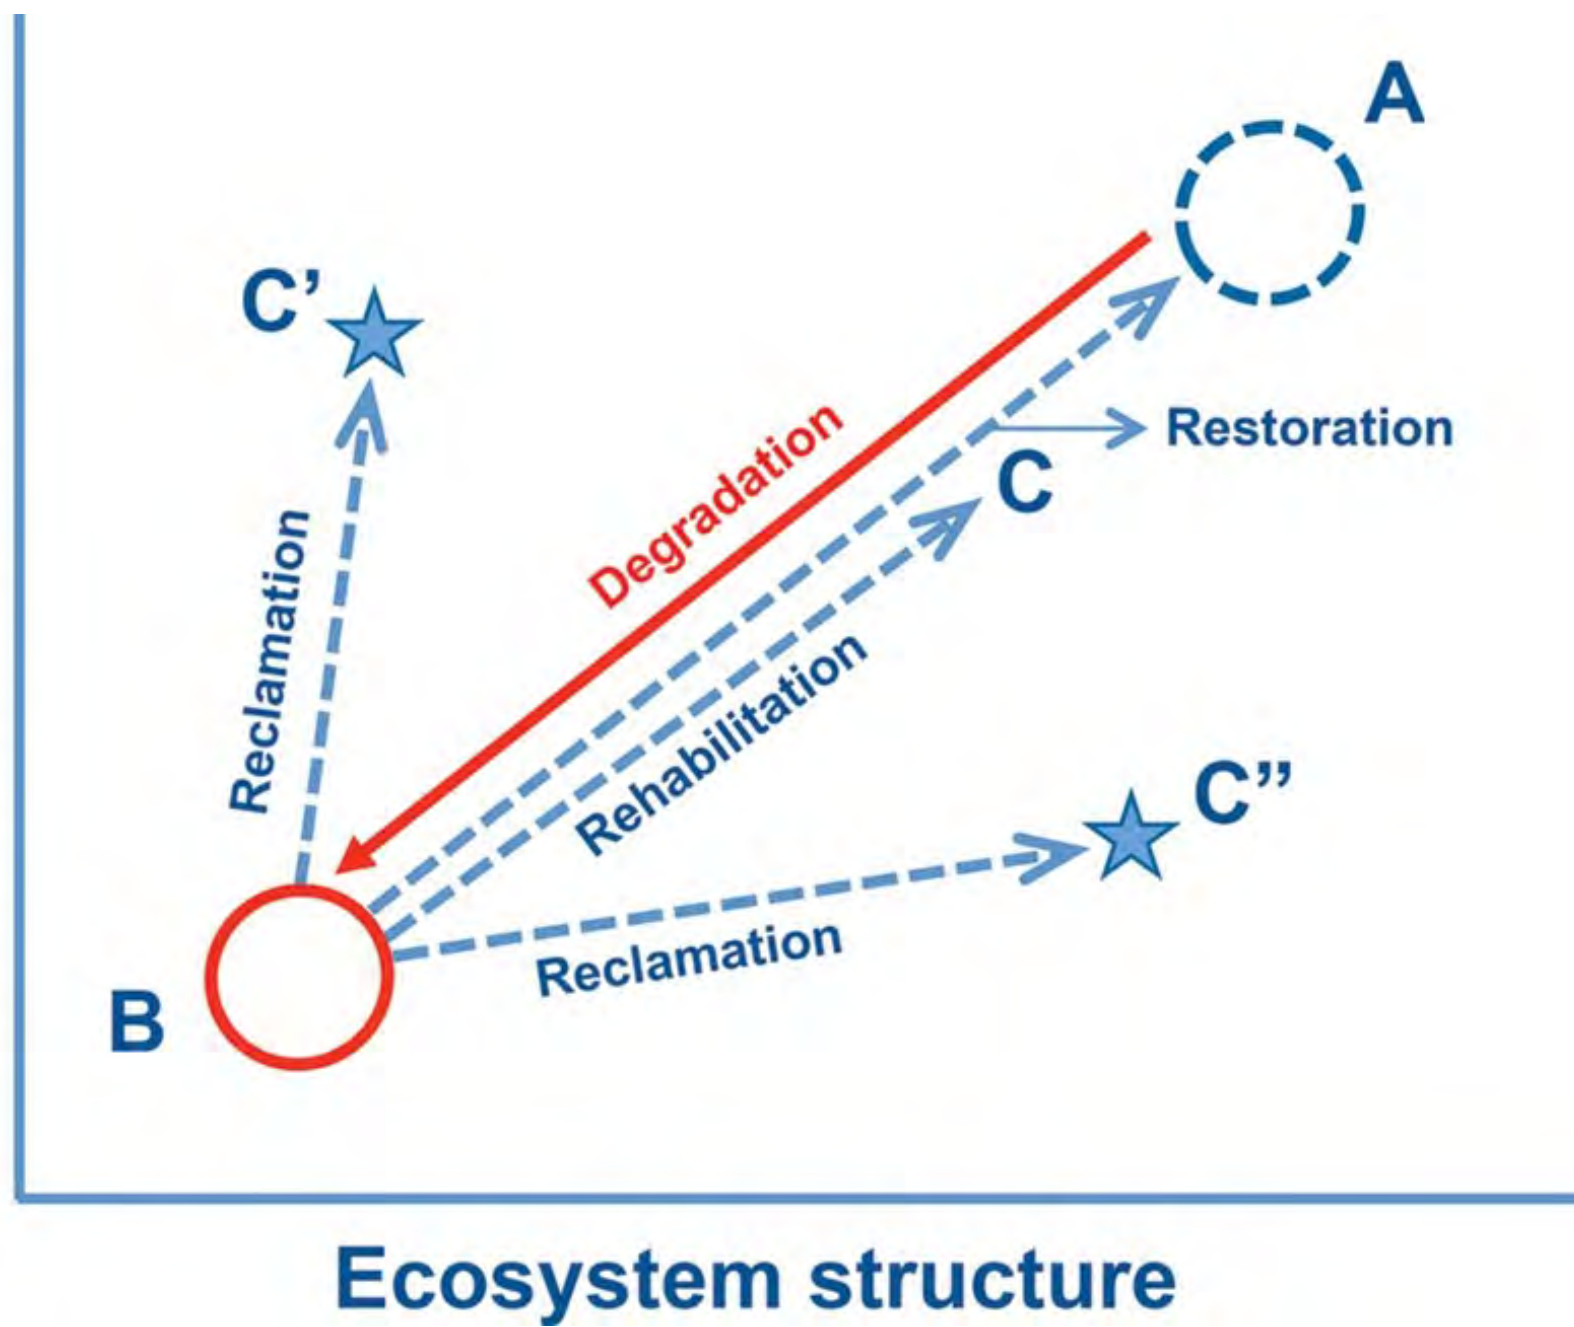 A
C’
Degradation
Restoration
C
Reclamation
Rehabilitation
C”
Reclamation
B
Ecosystem structure